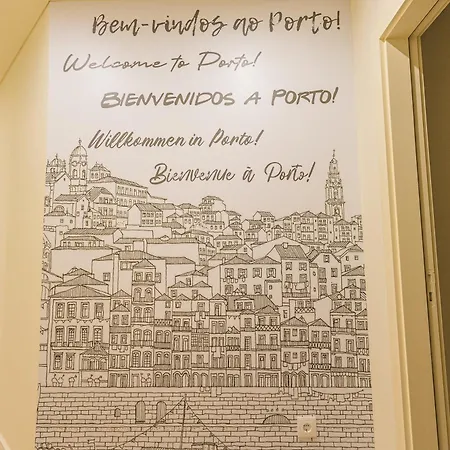 Bem-vindos ao Porto!
Welcome to Porto!
BIENVENIDOS A PORTO!
Willkommen in Porto!
Bienvenue à Porto!